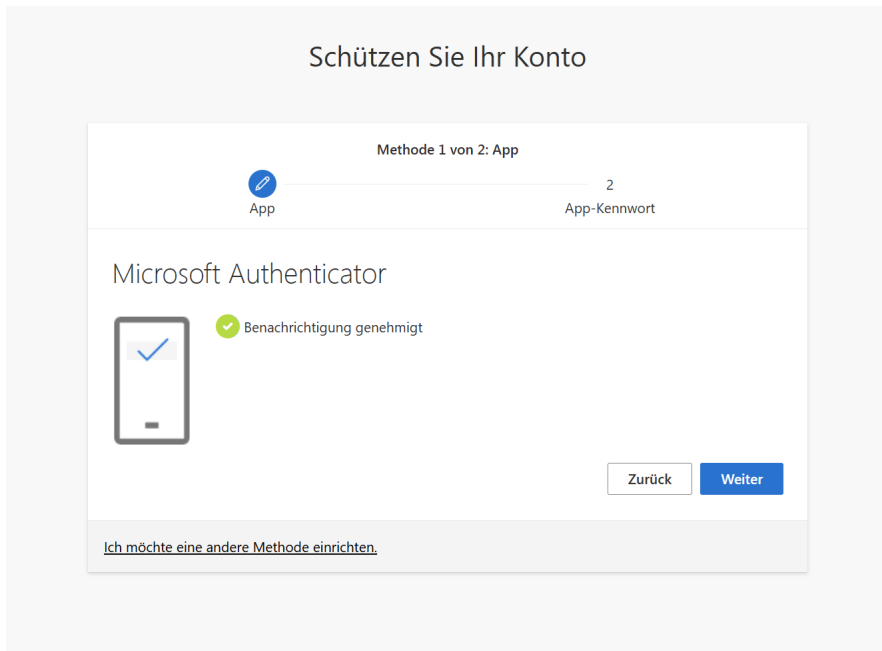 Schützen Sie Ihr Konto
Methode 1 von 2: App
2
App
App-Kennwort
Microsoft Authenticator
Benachrichtigung genehmigt
Zurück
Weiter
Ich möchte eine andere Methode einrichten.